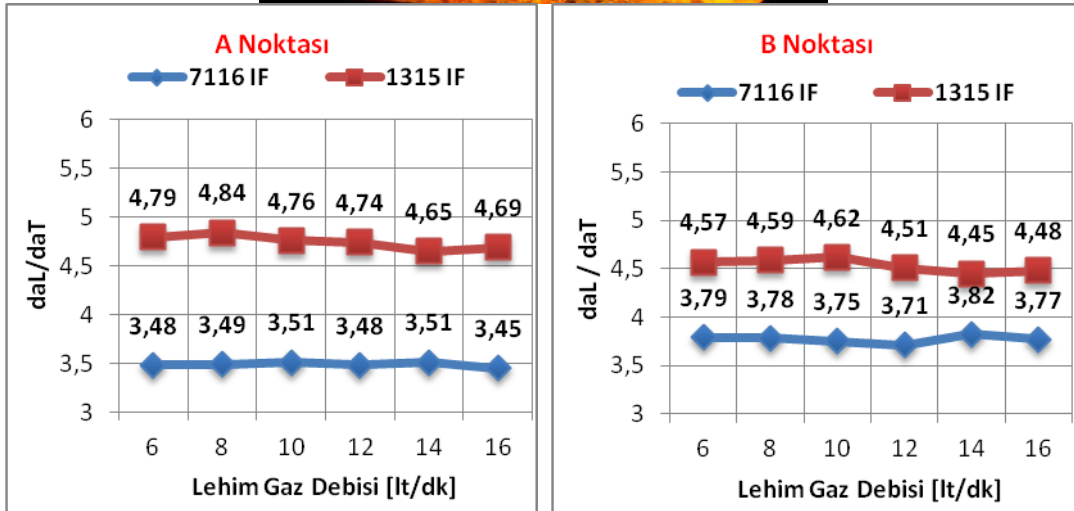 A Noktası
7116 IF 1315 IF
6
5,5
5
4,5
4
3,5
3
daL/daT
4,79 4,84 4,76 4,74 4,65 4,69
3,48 3,49 3,51 3,48 3,51 3,45
6 8 10 12 14 16
Lehim Gaz Debisi [lt/dk]
B Noktası
7116 IF 1315 IF
6
5,5
5
4,5
4
3,5
3
daL / daT
4,57 4,59 4,62 4,51 4,45 4,48
3,79 3,78 3,75 3,71 3,82 3,77
6 8 10 12 14 16
Lehim Gaz Debisi [lt/dk]